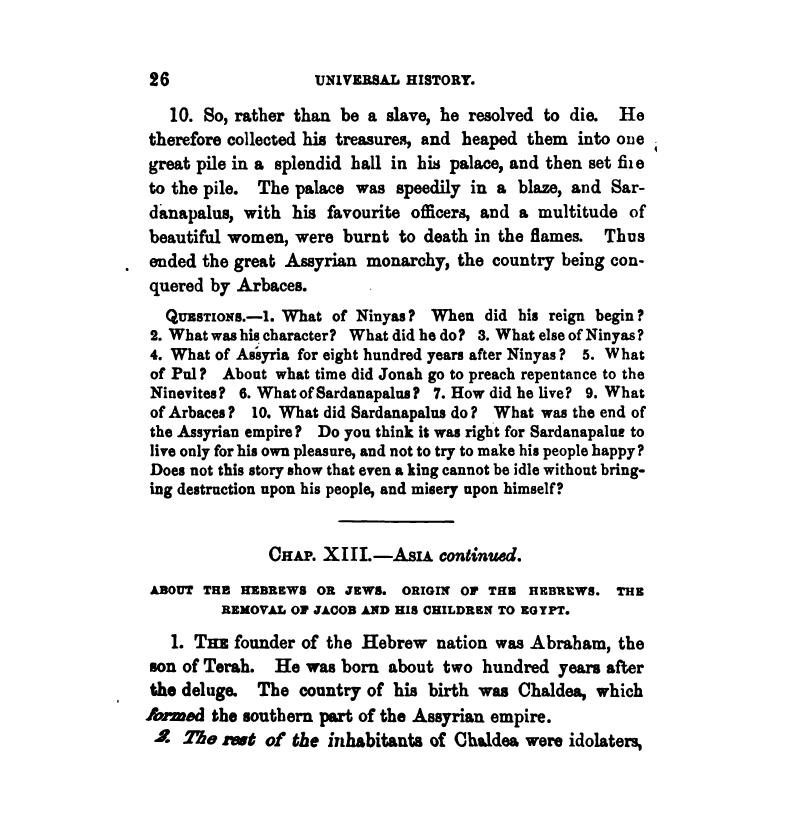 26 UNIVERSAL HISTORY.
10. So, rather than be a slave, he resolved to die. He
therefore collected his treasures, and heaped them into one
great pile in a splendid hall in his palace, and then set fire
to the pile. The palace was speedily in a blaze, and Sar-
danapalus, with his favourite officers, and a multitude of
beautiful women, were burnt to death in the flames. Thus
ended the great Assyrian monarchy, the country being con-
quered by Arbaces.
QUESTIONS.—1. What of Ninyas? When did his reign begin?
2. What was his character? What did he do? 3. What else of Ninyas?
4. What of Assyria for eight hundred years after Ninyas? 5. What
of Pul? About what time did Jonah go to preach repentance to the
Ninevites? 6. What of Sardanapalus? 7. How did he live? 9. What
of Arbaces? 10. What did Sardanapalus do? What was the end of
the Assyrian empire? Do you think it was right for Sardanapalus to
live only for his own pleasure, and not to try to make his people happy?
Does not this story show that even a king cannot be idle without bring-
ing destruction upon his people, and misery upon himself?
CHAP. XIII.—ASIA continued.
ABOUT THE HEBREWS OR JEWS. ORIGIN OF THE HEBREWS. THE
REMOVAL OF JACOB AND HIS CHILDREN TO EGYPT.
1. THE founder of the Hebrew nation was Abraham, the
son of Terah. He was born about two hundred years after
the deluge. The country of his birth was Chaldea, which
formed the southern part of the Assyrian empire.
2. The rest of the inhabitants of Chaldea were idolaters,